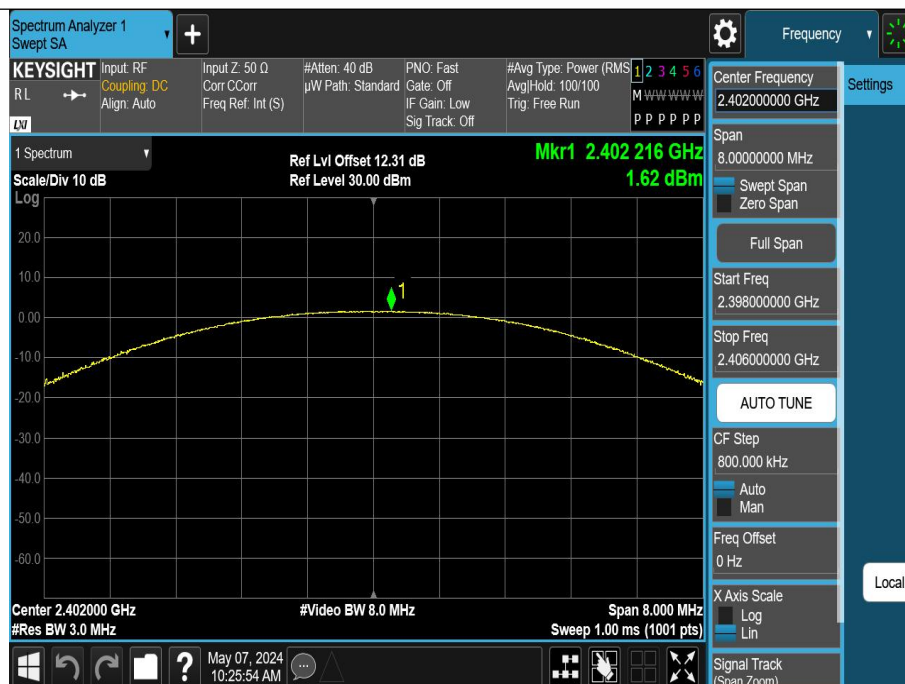 Spectrum Analyzer 1
Swept SA
Frequency
KEYSIGHT
RL
LXI
Input: RF
Coupling: DC
Align: Auto
Input Z: 50 Ω
Corr CCorr
Freq Ref: Int (S)
#Atten: 40 dB
µW Path: Standard
PNO: Fast
Gate: Off
IF Gain: Low
Sig Track: Off
#Avg Type: Power (RMS
Avg|Hold: 100/100
Trig: Free Run
1 2 3 4 5 6
M W W W W W
P P P P P P
Center Frequency
2.402000000 GHz
Settings
Span
8.00000000 MHz
Swept Span
Zero Span
Full Span
Start Freq
2.398000000 GHz
Stop Freq
2.406000000 GHz
AUTO TUNE
CF Step
800.000 kHz
Auto
Man
Freq Offset
0 Hz
X Axis Scale
Log
Lin
Signal Track
(Span Zoom)
Local
1 Spectrum
Scale/Div 10 dB
Log
Ref Lvl Offset 12.31 dB
Ref Level 30.00 dBm
Mkr1 2.402 216 GHz
1.62 dBm
20.0
10.0
1
0.00
-10.0
-20.0
-30.0
-40.0
-50.0
-60.0
Center 2.402000 GHz
#Video BW 8.0 MHz
Span 8.000 MHz
#Res BW 3.0 MHz
Sweep 1.00 ms (1001 pts)
?
May 07, 2024
10:25:54 AM